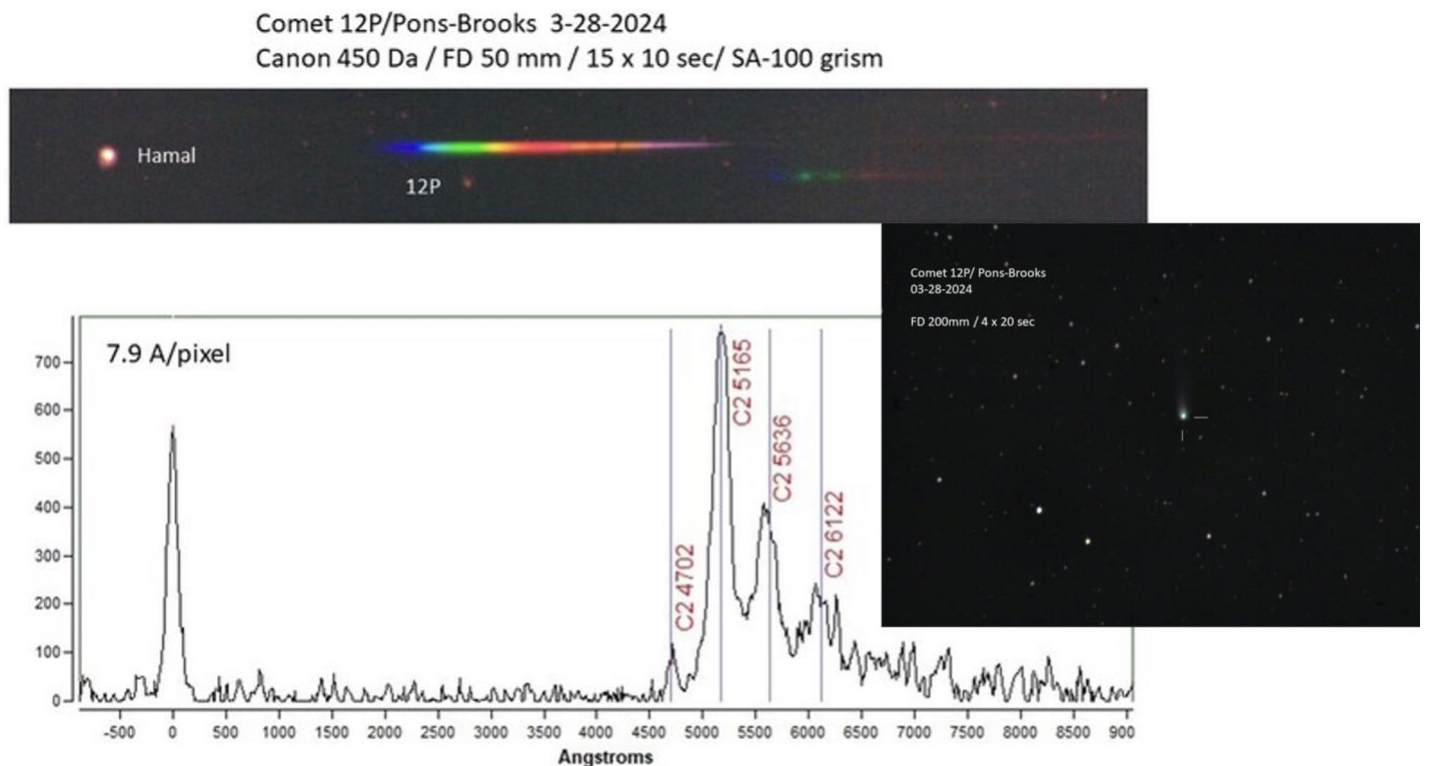 Comet 12P/Pons-Brooks 3-28-2024
Canon 450 Da / FD 50 mm / 15 x 10 sec/ SA-100 grism
Hamal
12P
Comet 12P/ Pons-Brooks
03-28-2024
FD 200mm / 4 x 20 sec
7.9 A/pixel
700
600
500
400
300
200
100
0
C2 4702
C2 5165
C2 5636
C2 6122
-500 0 500 1000 1500 2000 2500 3000 3500 4000 4500 5000 5500 6000 6500 7000 7500 8000 8500 900
Angstroms